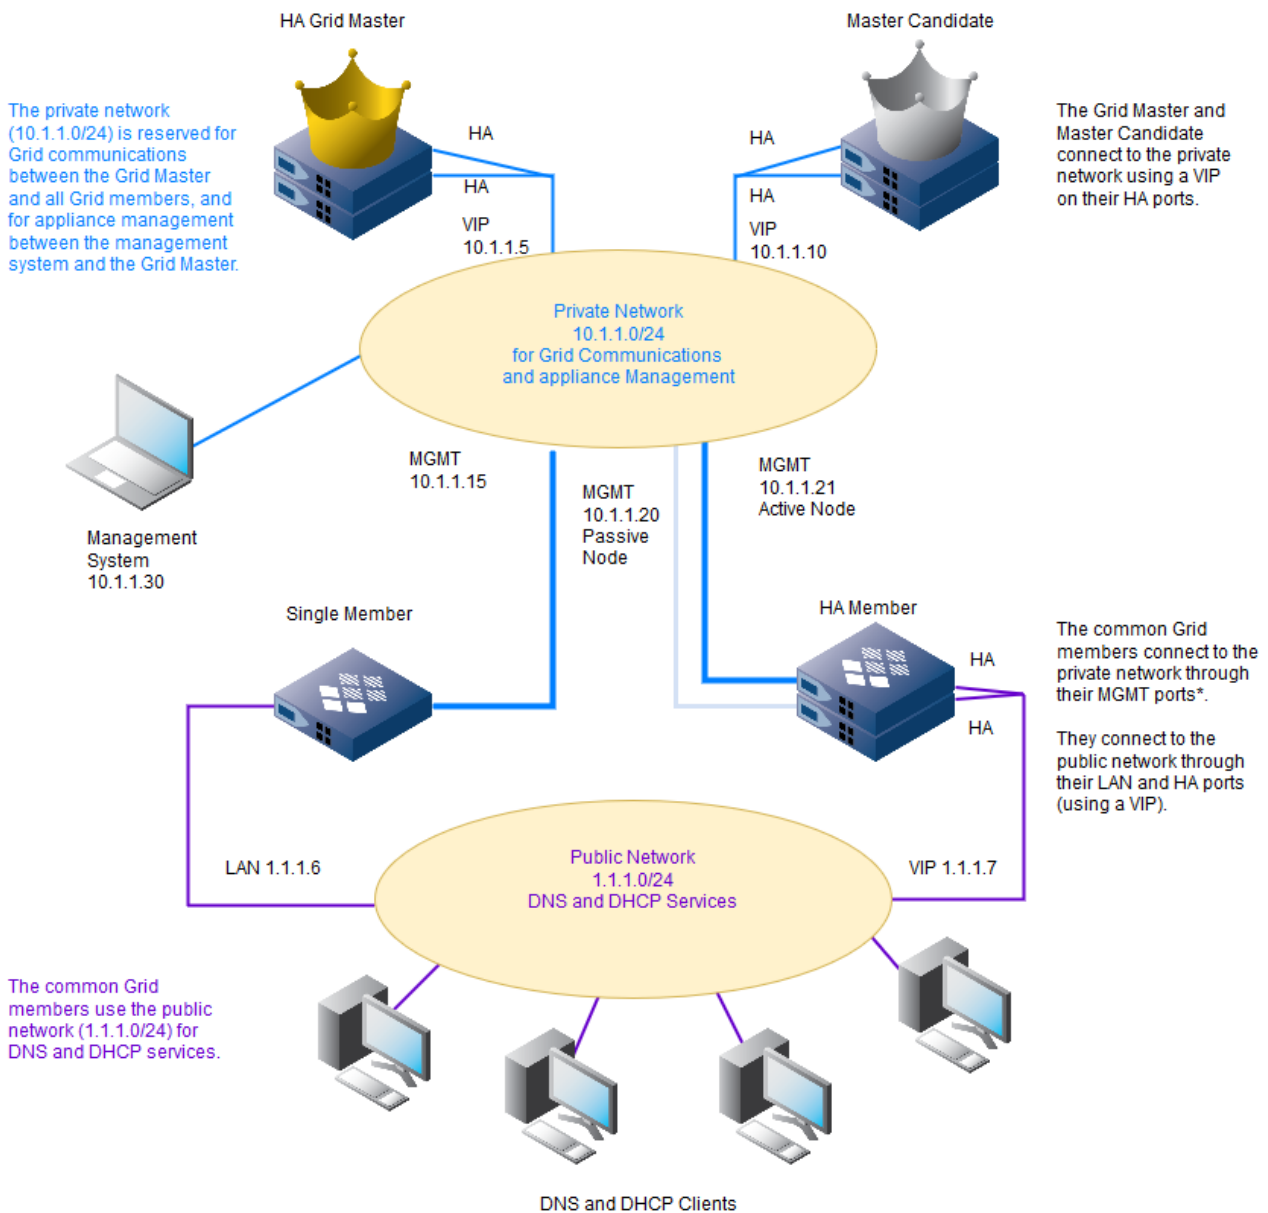 HA Grid Master
Master Candidate
The private network
(10.1.1.0/24) is reserved for
Grid communications
between the Grid Master
and all Grid members, and
for appliance management
between the management
system and the Grid Master.
HA
HA
VIP
10.1.1.5
HA
HA
VIP
10.1.1.10
The Grid Master and
Master Candidate
connect to the private
network using a VIP
on their HA ports.
Private Network
10.1.1.0/24
for Grid Communications
and appliance Management
Management
System
10.1.1.30
MGMT
10.1.1.15
MGMT
10.1.1.20
Passive
Node
MGMT
10.1.1.21
Active Node
Single Member
HA Member
HA
HA
The common Grid
members connect to the
private network through
their MGMT ports*.
They connect to the
public network through
their LAN and HA ports
(using a VIP).
LAN 1.1.1.6
Public Network
1.1.1.0/24
DNS and DHCP Services
VIP 1.1.1.7
The common Grid
members use the public
network (1.1.1.0/24) for
DNS and DHCP services.
DNS and DHCP Clients